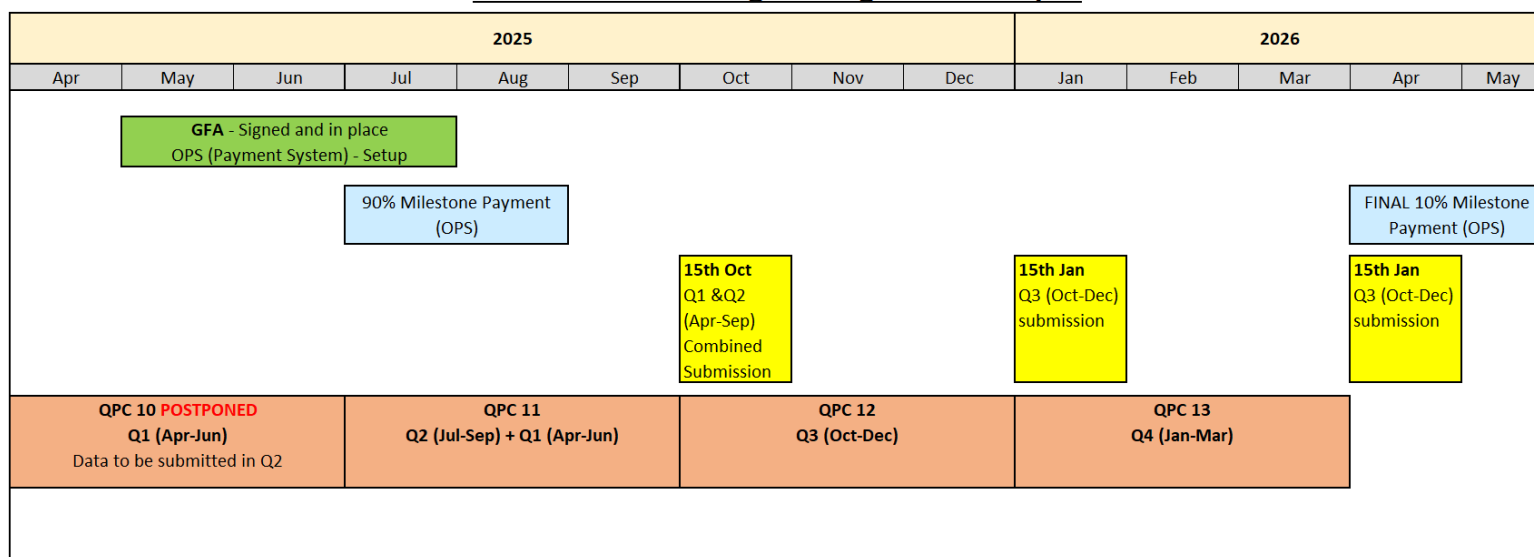 2025 2026
Apr May Jun Jul Aug Sep Oct Nov Dec Jan Feb Mar Apr May
GFA - Signed and in place
OPS (Payment System) - Setup
90% Milestone Payment
(OPS)
FINAL 10% Milestone
Payment (OPS)
15th Oct
Q1 &Q2
(Apr-Sep)
Combined
Submission
15th Jan
Q3 (Oct-Dec)
submission
15th Jan
Q3 (Oct-Dec)
submission
QPC 10 POSTPONED
Q1 (Apr-Jun)
Data to be submitted in Q2
QPC 11
Q2 (Jul-Sep) + Q1 (Apr-Jun)
QPC 12
Q3 (Oct-Dec)
QPC 13
Q4 (Jan-Mar)